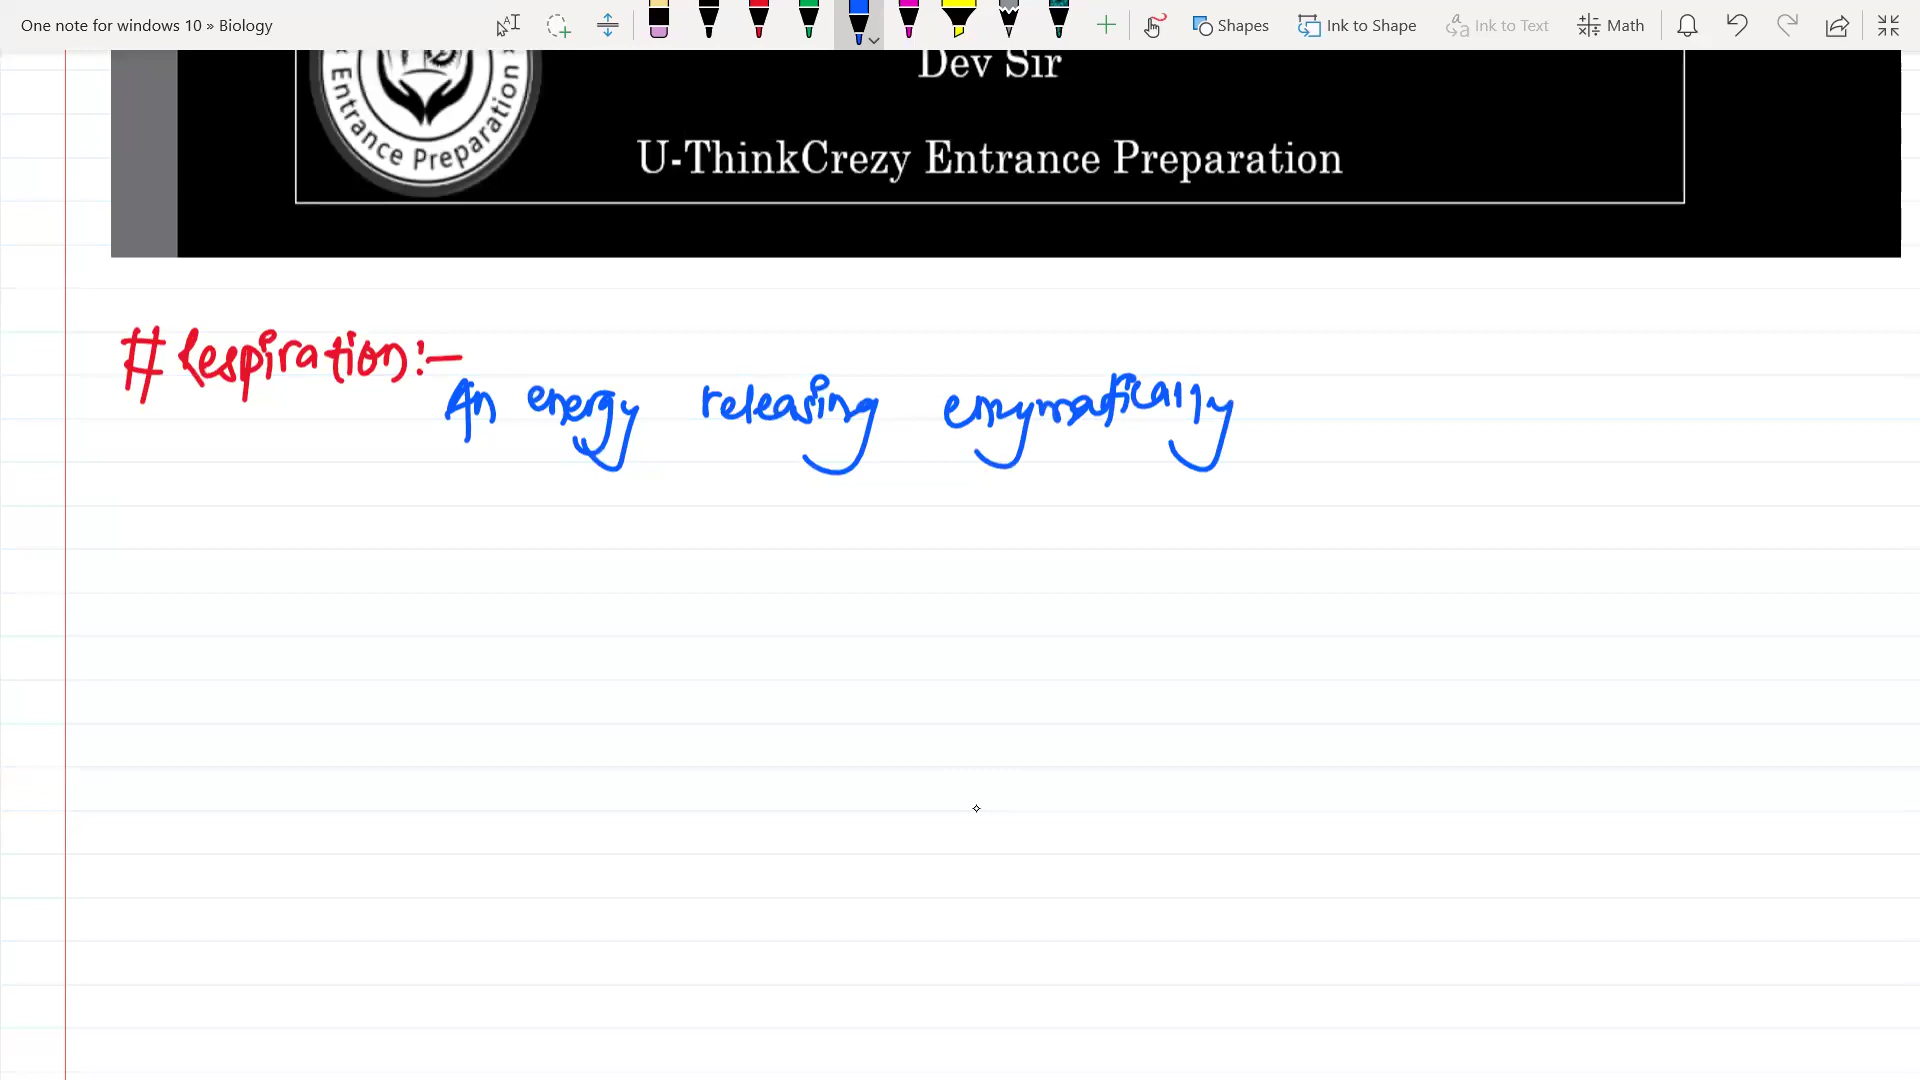 One note for windows 10 » Biology
Shapes
Ink to Shape
Ink to Text
Math
Dev Sir
Entrance Preparation
U-ThinkCrezy Entrance Preparation
# Respiration:-
An energy releasing enzymatically